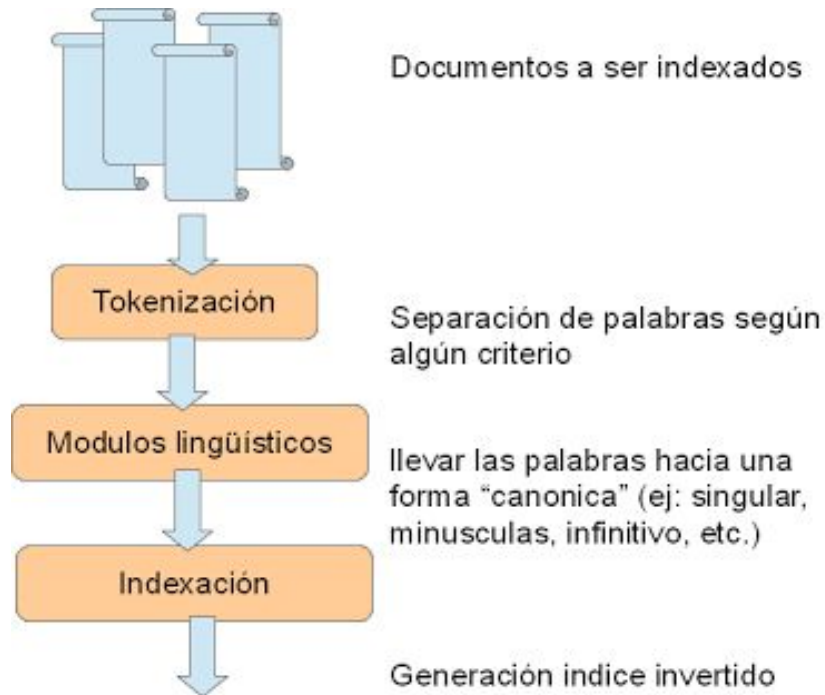 Documentos a ser indexados
Tokenización
Separación de palabras según
algún criterio
Modulos lingüísticos
llevar las palabras hacia una
forma “canonica” (ej: singular,
minusculas, infinitivo, etc.)
Indexación
Generación indice invertido